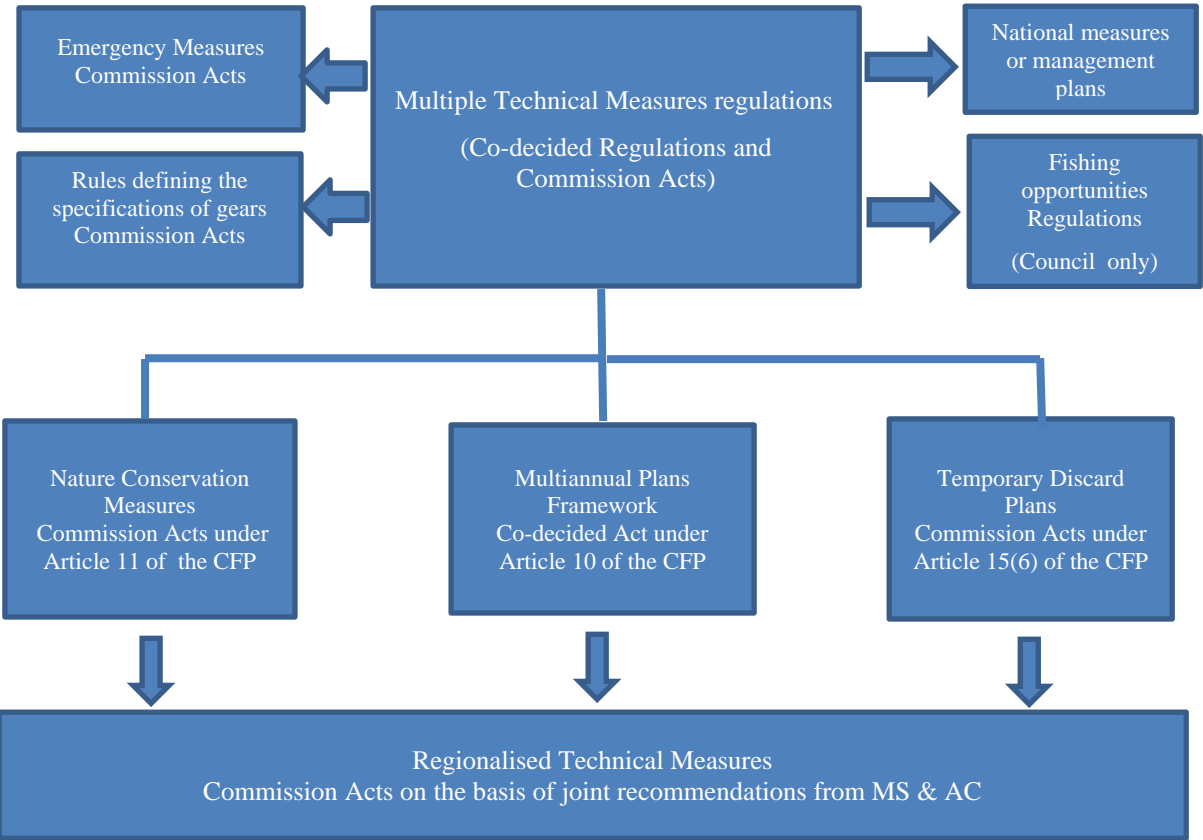 Emergency Measures
Commission Acts
Multiple Technical Measures regulations
(Co-decided Regulations and
Commission Acts)
National measures
or management
plans
Rules defining the
specifications of gears
Commission Acts
Fishing
opportunities
Regulations
(Council only)
Nature Conservation
Measures
Commission Acts under
Article 11 of the CFP
Multiannual Plans
Framework
Co-decided Act under
Article 10 of the CFP
Temporary Discard
Plans
Commission Acts under
Article 15(6) of the CFP
Regionalised Technical Measures
Commission Acts on the basis of joint recommendations from MS & AC